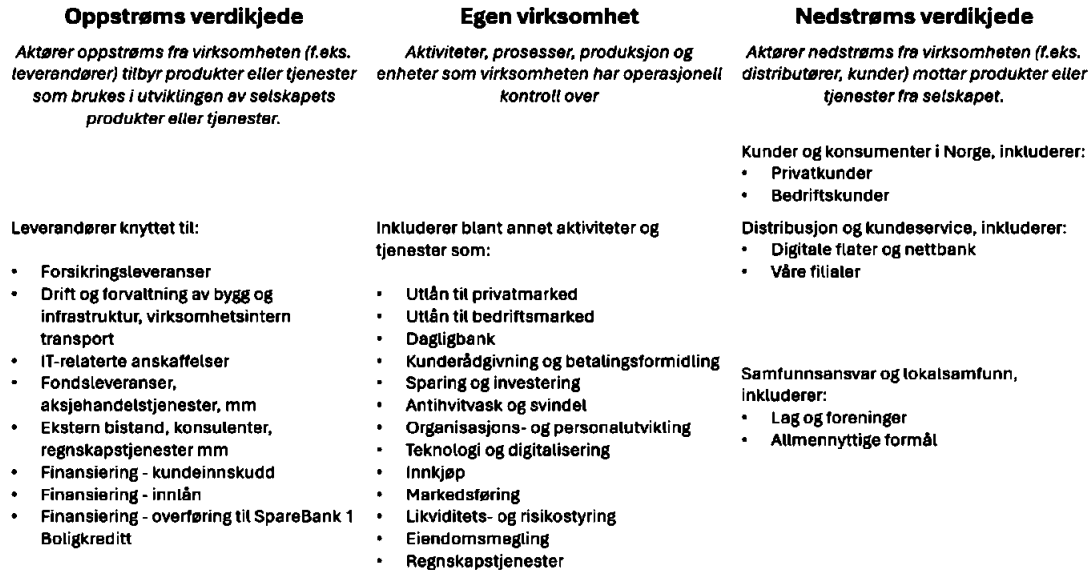 Oppstrøms verdikjede
Aktører oppstrøms fra virksomheten (f.eks.
leverandører) tilbyr produkter eller tjenester
som brukes i utviklingen av selskapets
produkter eller tjenester.
Leverandører knyttet til:
• Forsikringsleveranser
• Drift og forvaltning av bygg og
infrastruktur, virksomhetsintern
transport
• IT-relaterte anskaffelser
• Fondsleveranser,
aksjehandelstjenester, mm
• Ekstern bistand, konsulenter,
regnskapstjenester mm
• Finansiering - kundeinnskudd
• Finansiering - innlån
• Finansiering - overføring til SpareBank 1
Boligkreditt
Egen virksomhet
Aktiviteter, prosesser, produksjon og
enheter som virksomheten har operasjonell
kontroll over
Inkluderer blant annet aktiviteter og
tjenester som:
• Utlån til privatmarked
• Utlån til bedriftsmarked
• Dagligbank
• Kunderådgivning og betalingsformidling
• Sparing og investering
• Antihvitvask og svindel
• Organisasjons- og personalutvikling
• Teknologi og digitalisering
• Innkjøp
• Markedsføring
• Likviditets- og risikostyring
• Eiendomsmegling
• Regnskapstjenester
Nedstrøms verdikjede
Aktører nedstrøms fra virksomheten (f.eks.
distributører, kunder) mottar produkter eller
tjenester fra selskapet.
Kunder og konsumenter i Norge, inkluderer:
• Privatkunder
• Bedriftskunder
Distribusjon og kundeservice, inkluderer:
• Digitale flater og nettbank
• Våre filialer
Samfunnsansvar og lokalsamfunn,
inkluderer:
• Lag og foreninger
• Allmennyttige formål